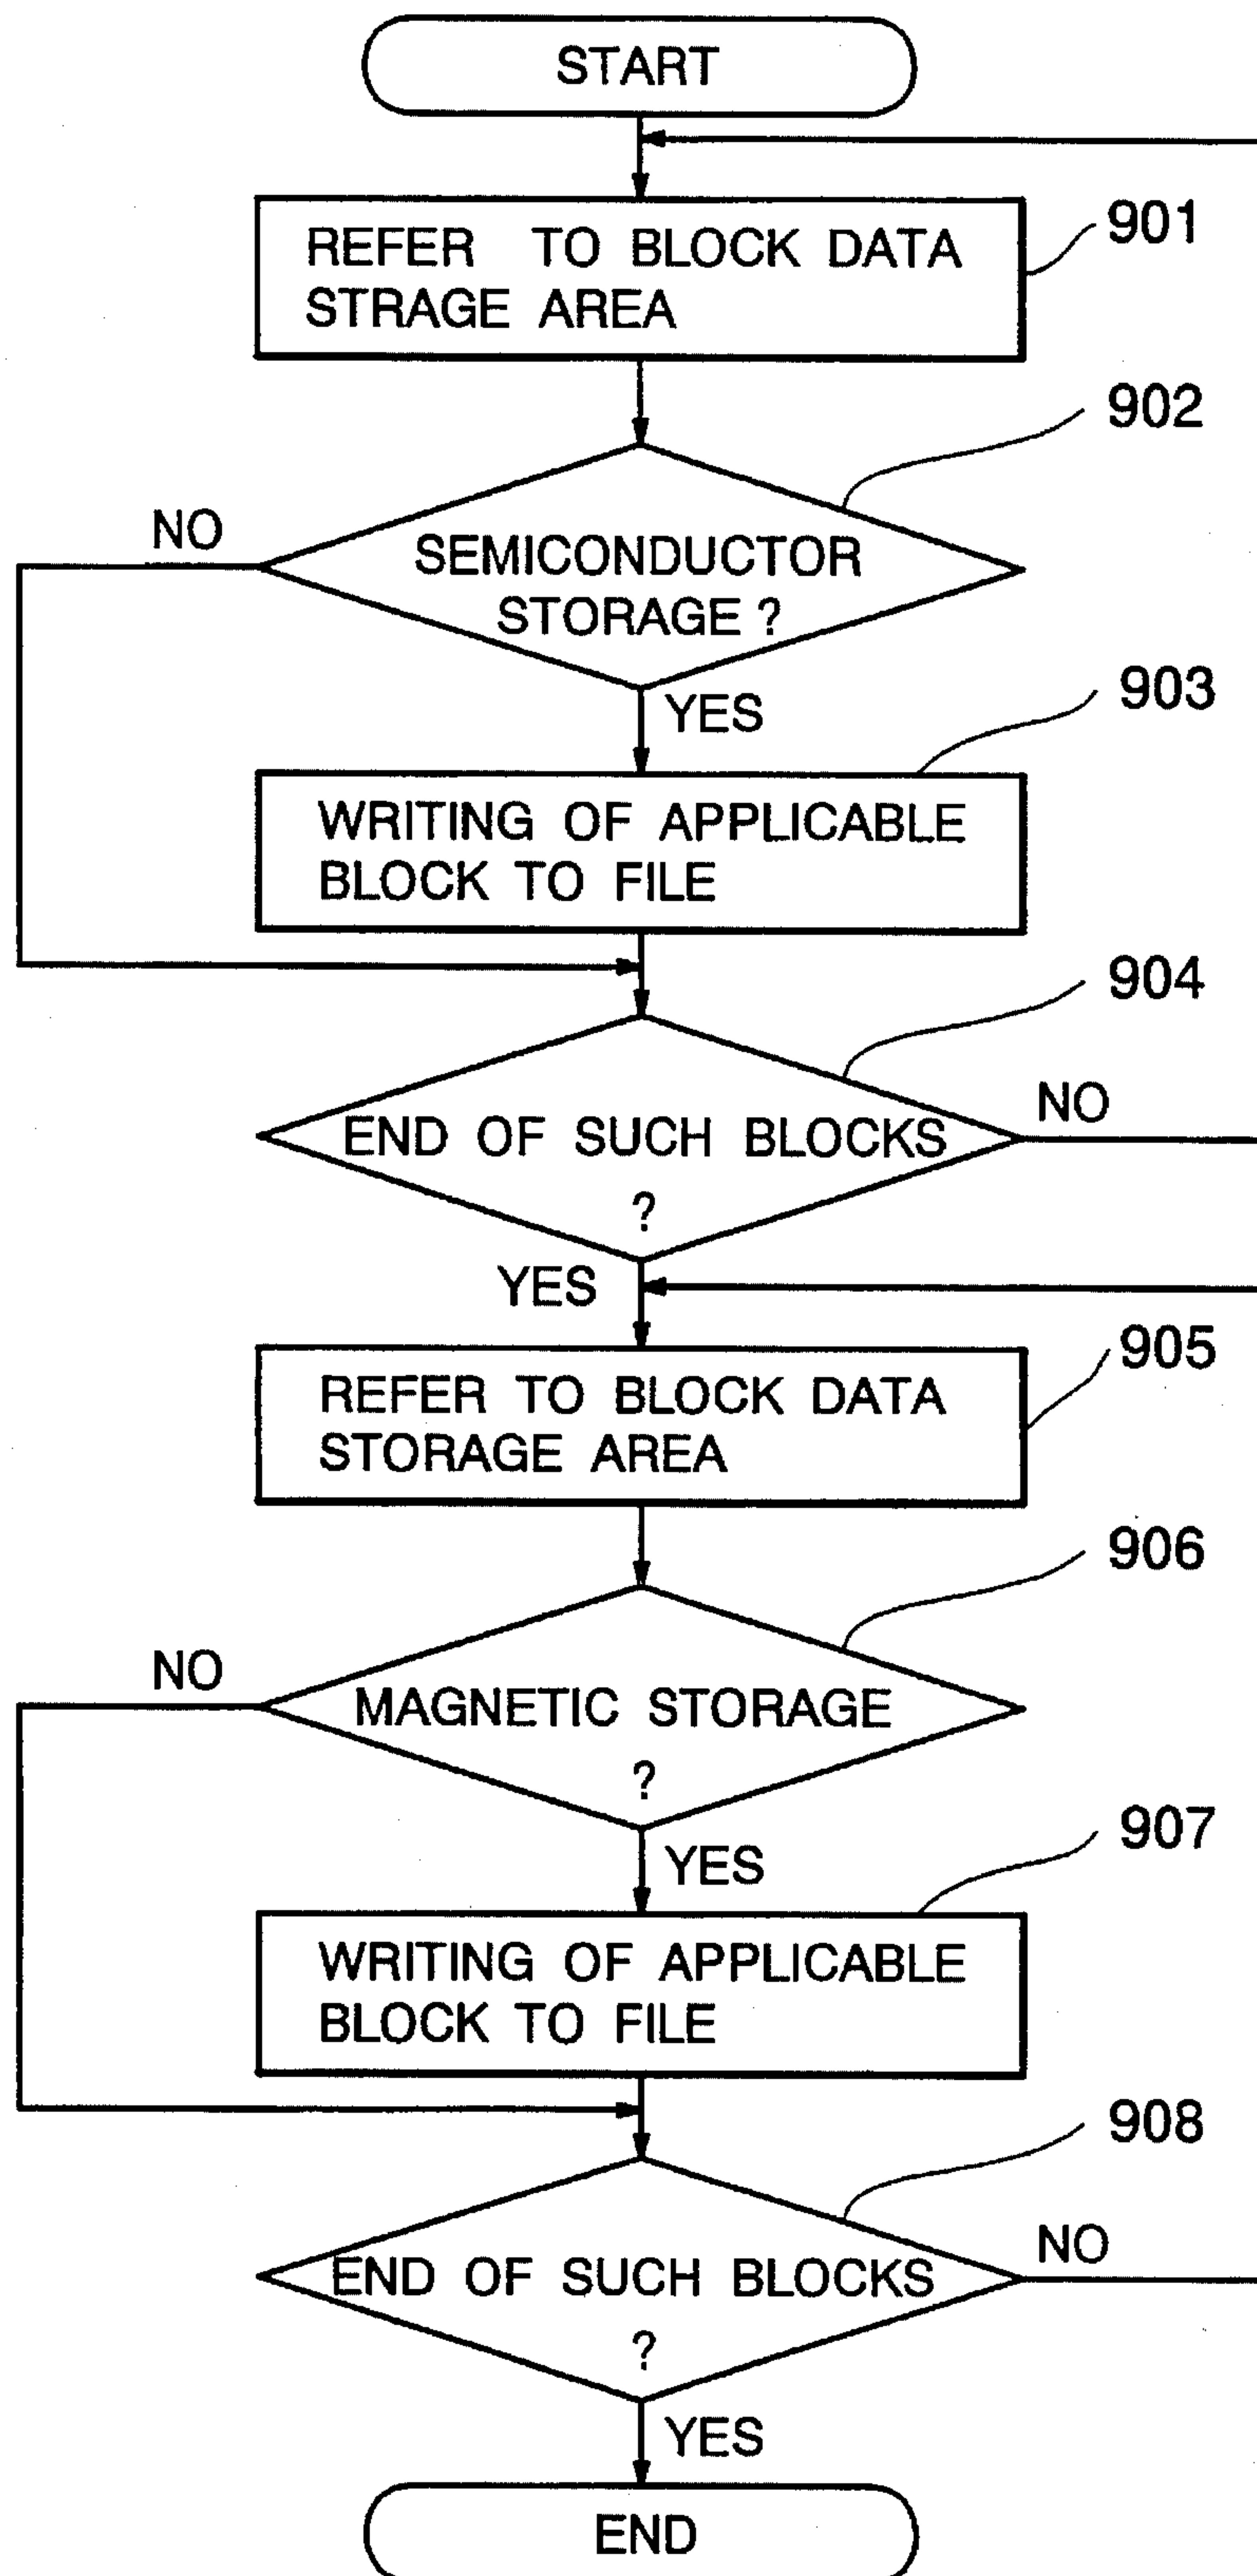 START
REFER TO BLOCK DATA
STRAGE AREA
901
902
NO
SEMICONDUCTOR
STORAGE ?
YES
903
WRITING OF APPLICABLE
BLOCK TO FILE
904
END OF SUCH BLOCKS
?
NO
YES
905
REFER TO BLOCK DATA
STORAGE AREA
906
NO
MAGNETIC STORAGE
?
YES
907
WRITING OF APPLICABLE
BLOCK TO FILE
908
END OF SUCH BLOCKS
?
NO
YES
END